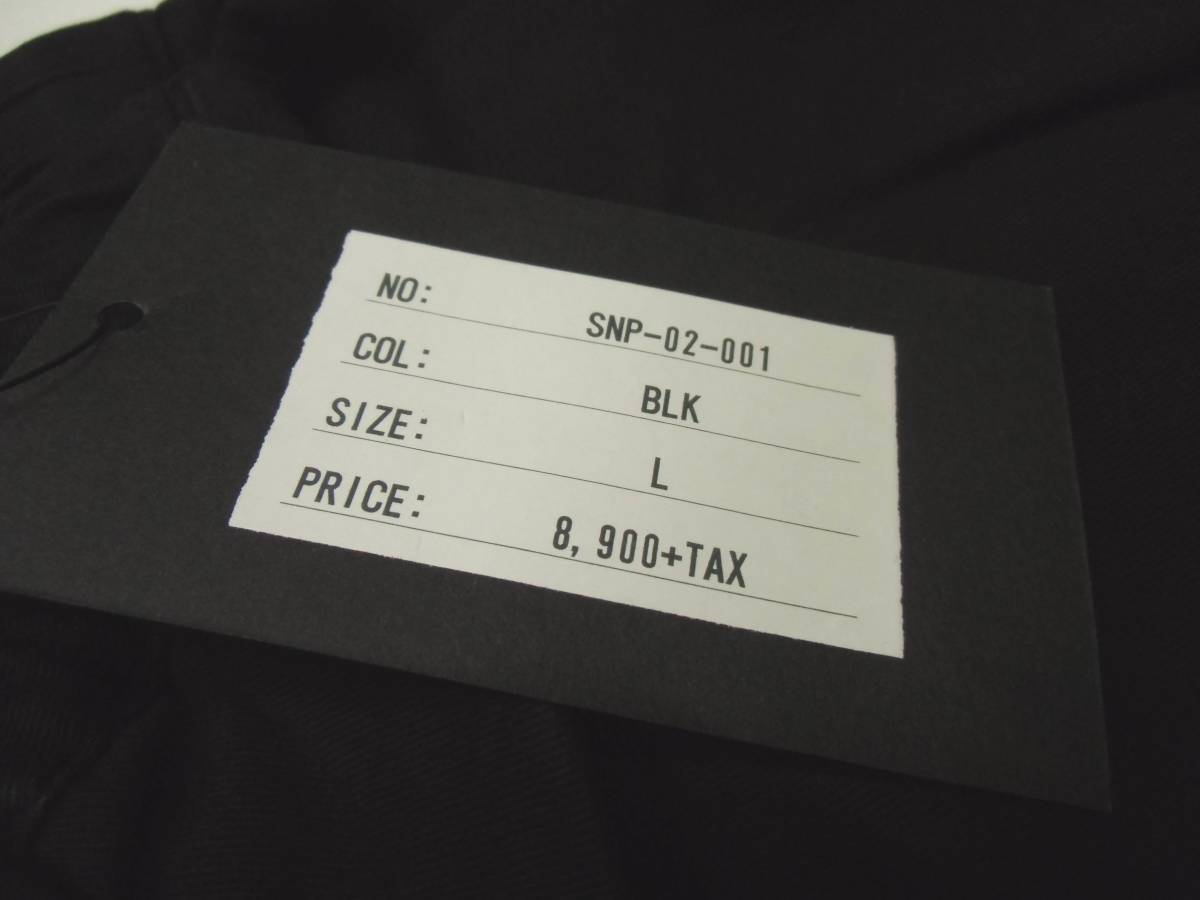 NO: SNP-02-001
COL: BLK
SIZE: L
PRICE: 8,900+TAX